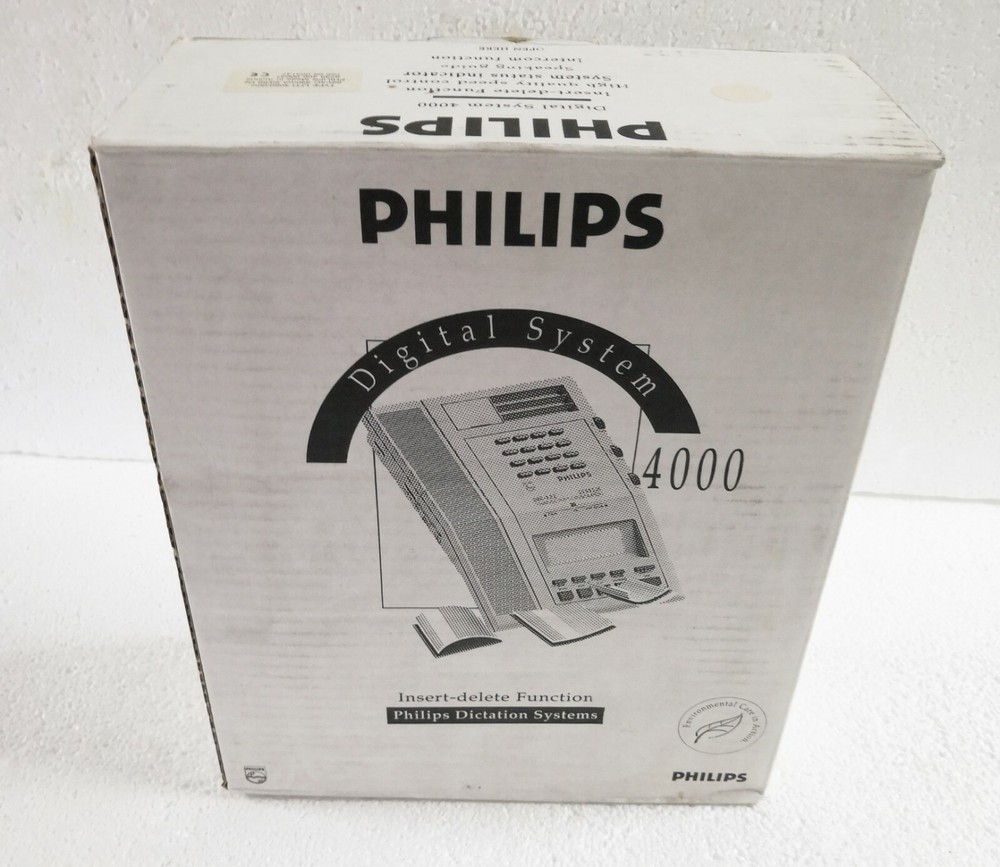 OPEN HERE
Intercom function
Speaking guide
System status indicator
High quality speed control
Insert-delete Function
Digital System 4000
PHILIPS
PHILIPS
Digital System
4000
PHILIPS
Insert-delete Function
Philips Dictation Systems
Environmental Care in Action
PHILIPS
PHILIPS